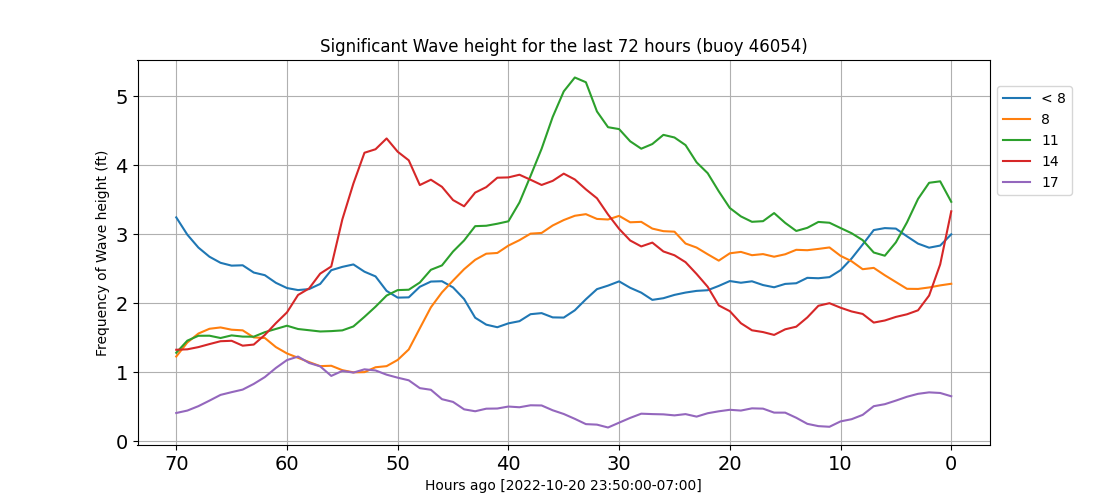 Significant Wave height for the last 72 hours (buoy 46054)
Frequency of Wave height (ft)
5
4
3
2
1
0
70 60 50 40 30 20 10 0
Hours ago [2022-10-20 23:50:00-07:00]
< 8
8
11
14
17